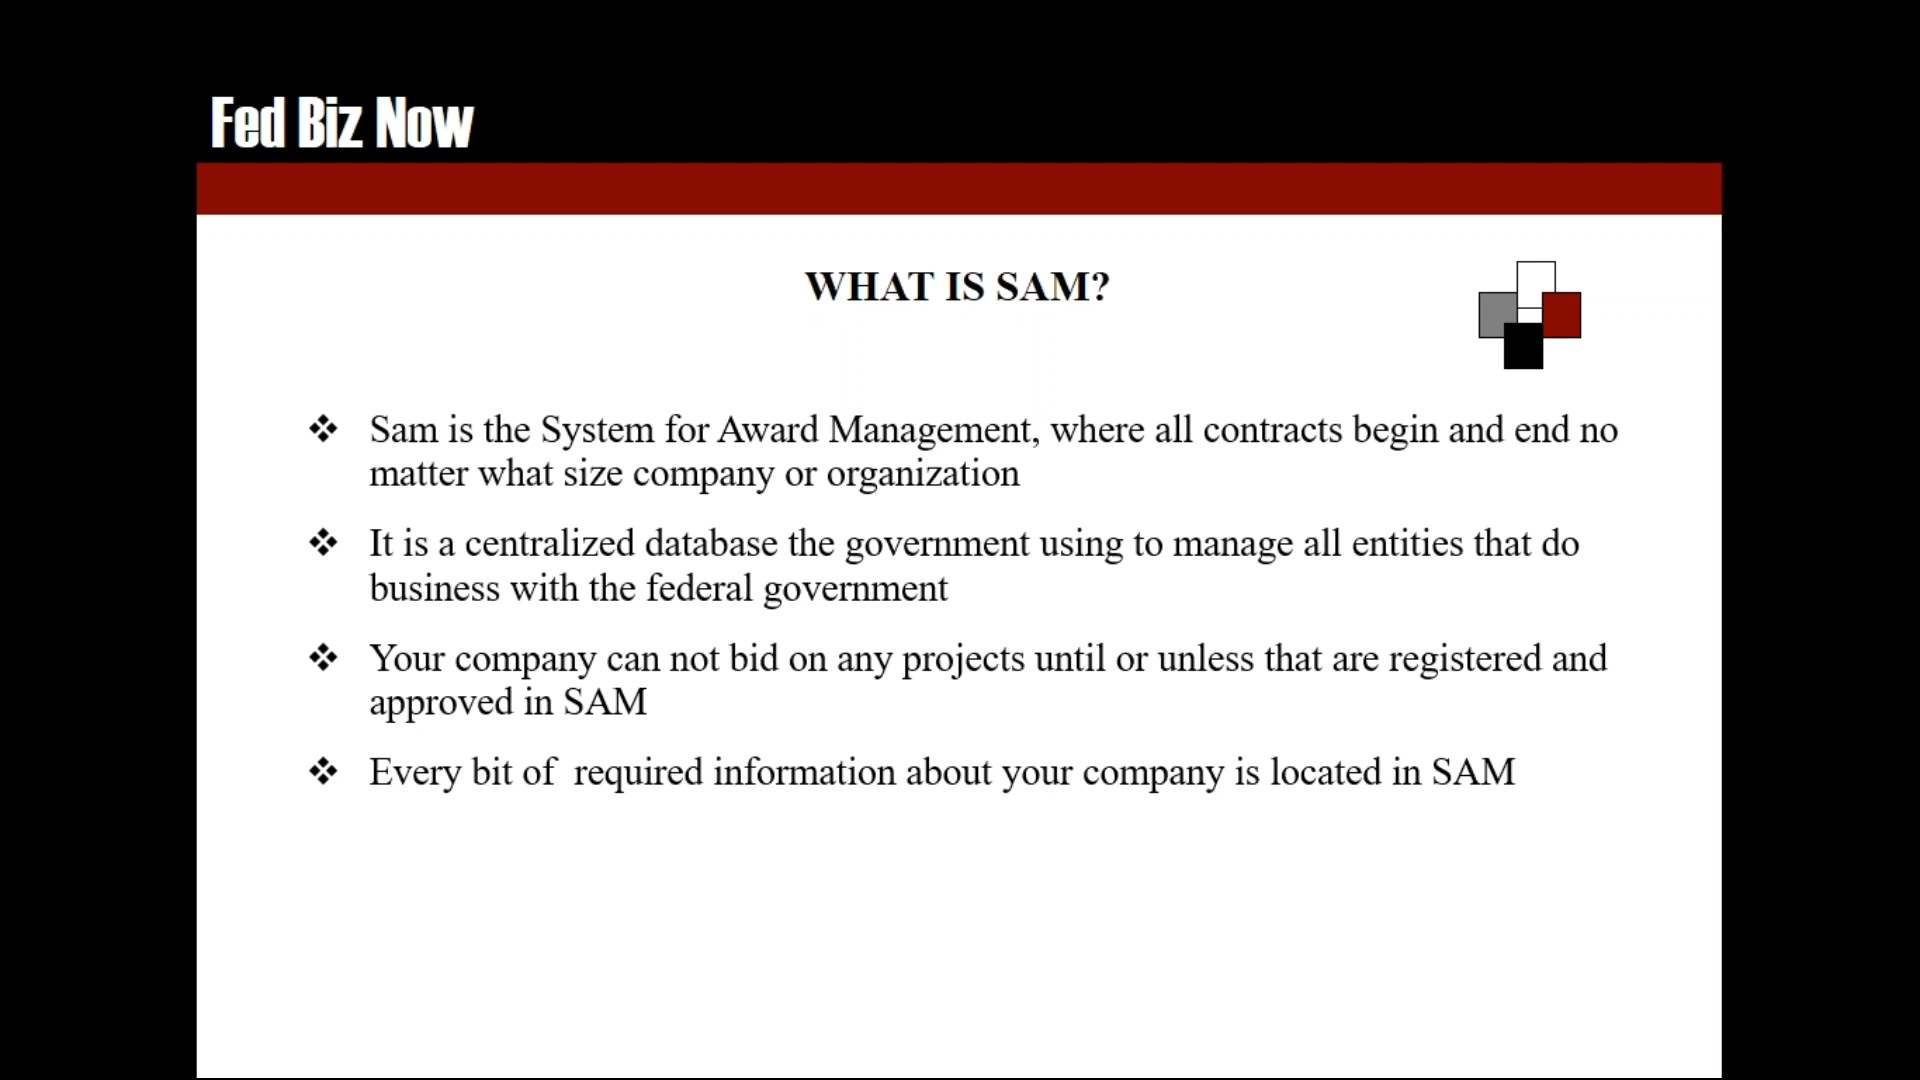 Fed Biz Now
WHAT IS SAM?
❖ Sam is the System for Award Management, where all contracts begin and end no
matter what size company or organization
❖ It is a centralized database the government using to manage all entities that do
business with the federal government
❖ Your company can not bid on any projects until or unless that are registered and
approved in SAM
❖ Every bit of  required information about your company is located in SAM